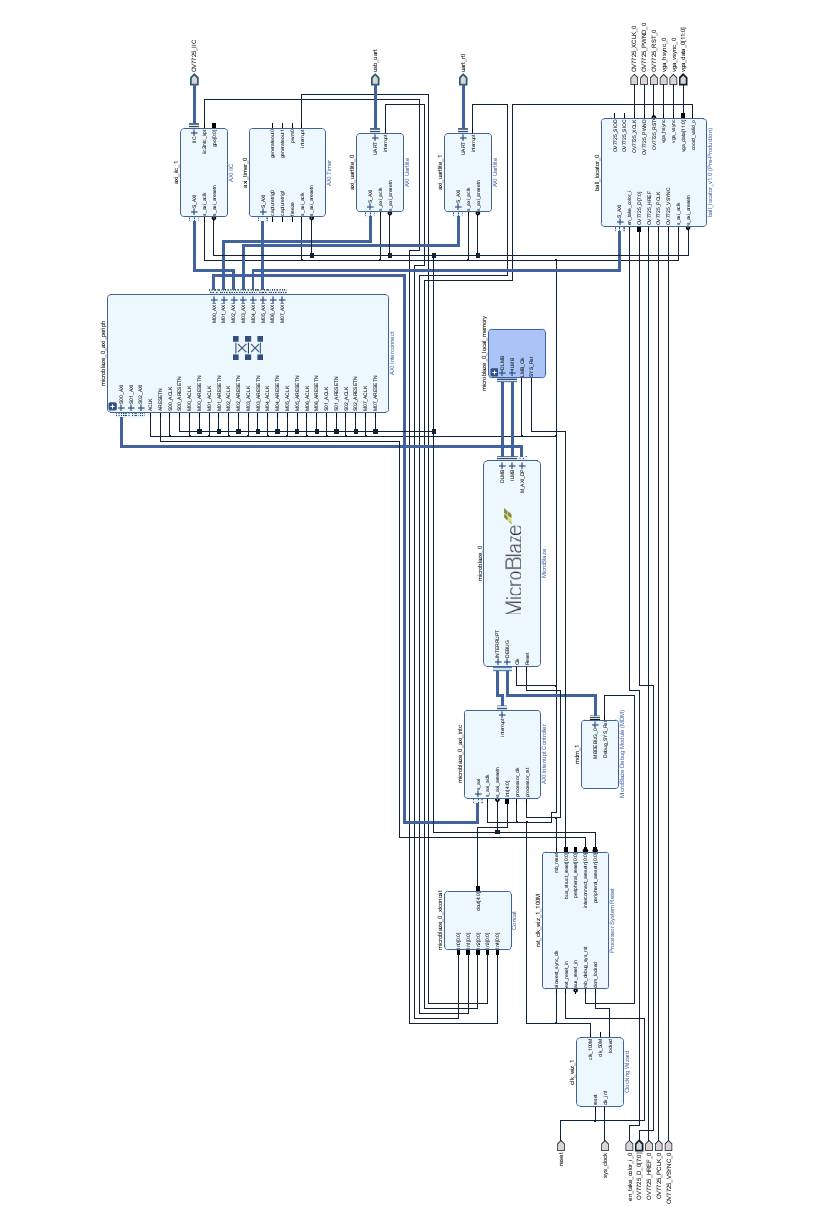 OV7725_IIC
usb_uart
uart_rtl
OV7725_XCLK_0
OV7725_PWND_0
OV7725_RST_0
vga_hsync_0
vga_vsync_0
vga_data_0[11:0]
axi_iic_1
S_AXI
s_axi_aclk
s_axi_aresetn
IIC
iic2intc_irpt
gpo[0:0]
AXI IIC
axi_timer_0
S_AXI
capturetrig0
capturetrig1
freeze
s_axi_aclk
s_axi_aresetn
generateout0
generateout1
pwm0
interrupt
AXI Timer
axi_uartlite_0
S_AXI
s_axi_aclk
s_axi_aresetn
UART
interrupt
AXI Uartlite
axi_uartlite_1
S_AXI
s_axi_aclk
s_axi_aresetn
UART
interrupt
AXI Uartlite
ball_locator_0
S_AXI
en_take_color_i
OV7725_D[7:0]
OV7725_HREF
OV7725_PCLK
OV7725_VSYNC
s_axi_aclk
s_axi_aresetn
OV7725_SIOD
OV7725_SIOC
OV7725_XCLK
OV7725_PWND
OV7725_RST
vga_hsync
vga_vsync
vga_data[11:0]
coord_valid_o
ball_locator_v1.0 (Pre-Production)
microblaze_0_axi_periph
S00_AXI
S01_AXI
S02_AXI
ACLK
ARESETN
S00_ACLK
S00_ARESETN
M00_ACLK
M00_ARESETN
M01_ACLK
M01_ARESETN
M02_ACLK
M02_ARESETN
M03_ACLK
M03_ARESETN
M04_ACLK
M04_ARESETN
M05_ACLK
M05_ARESETN
M06_ACLK
M06_ARESETN
S01_ACLK
S01_ARESETN
S02_ACLK
S02_ARESETN
M07_ACLK
M07_ARESETN
M00_AXI
M01_AXI
M02_AXI
M03_AXI
M04_AXI
M05_AXI
M06_AXI
M07_AXI
AXI Interconnect
microblaze_0_local_memory
DLMB
ILMB
LMB_Clk
SYS_Rst
microblaze_0
INTERRUPT
DEBUG
Clk
Reset
MicroBlaze
DLMB
ILMB
M_AXI_DP
MicroBlaze
microblaze_0_axi_intc
s_axi
s_axi_aclk
s_axi_aresetn
intr[4:0]
processor_clk
processor_rst
interrupt
AXI Interrupt Controller
mdm_1
MBDEBUG_0
Debug_SYS_Rst
MicroBlaze Debug Module (MDM)
microblaze_0_xlconcat
In0[0:0]
In1[0:0]
In2[0:0]
In3[0:0]
In4[0:0]
dout[4:0]
Concat
rst_clk_wiz_1_100M
slowest_sync_clk
ext_reset_in
aux_reset_in
mb_debug_sys_rst
dcm_locked
mb_reset
bus_struct_reset[0:0]
peripheral_reset[0:0]
interconnect_aresetn[0:0]
peripheral_aresetn[0:0]
Processor System Reset
clk_wiz_1
reset
clk_in1
clk_100M
clk_50M
locked
Clocking Wizard
reset
sys_clock
en_take_color_i_0
OV7725_D_0[7:0]
OV7725_HREF_0
OV7725_PCLK_0
OV7725_VSYNC_0